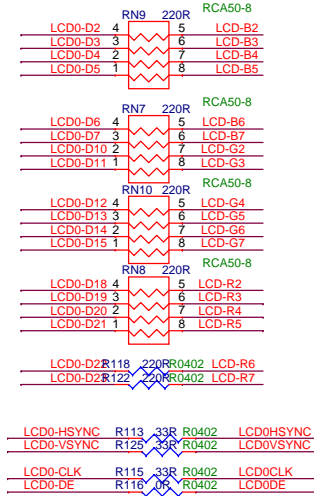 RN9 220R RCA50-8
LCD0-D2 4 5 LCD-B2
LCD0-D3 3 6 LCD-B3
LCD0-D4 2 7 LCD-B4
LCD0-D5 1 8 LCD-B5
RN7 220R RCA50-8
LCD0-D6 4 5 LCD-B6
LCD0-D7 3 6 LCD-B7
LCD0-D10 2 7 LCD-G2
LCD0-D11 1 8 LCD-G3
RN10 220R RCA50-8
LCD0-D12 4 5 LCD-G4
LCD0-D13 3 6 LCD-G5
LCD0-D14 2 7 LCD-G6
LCD0-D15 1 8 LCD-G7
RN8 220R RCA50-8
LCD0-D18 4 5 LCD-R2
LCD0-D19 3 6 LCD-R3
LCD0-D20 2 7 LCD-R4
LCD0-D21 1 8 LCD-R5
LCD0-D22 R118 220R R0402 LCD-R6
LCD0-D23 R122 220R R0402 LCD-R7
LCD0-HSYNC R113 33R R0402 LCD0HSYNC
LCD0-VSYNC R125 33R R0402 LCD0VSYNC
LCD0-CLK R115 33R R0402 LCD0CLK
LCD0-DE R116 0R R0402 LCD0DE